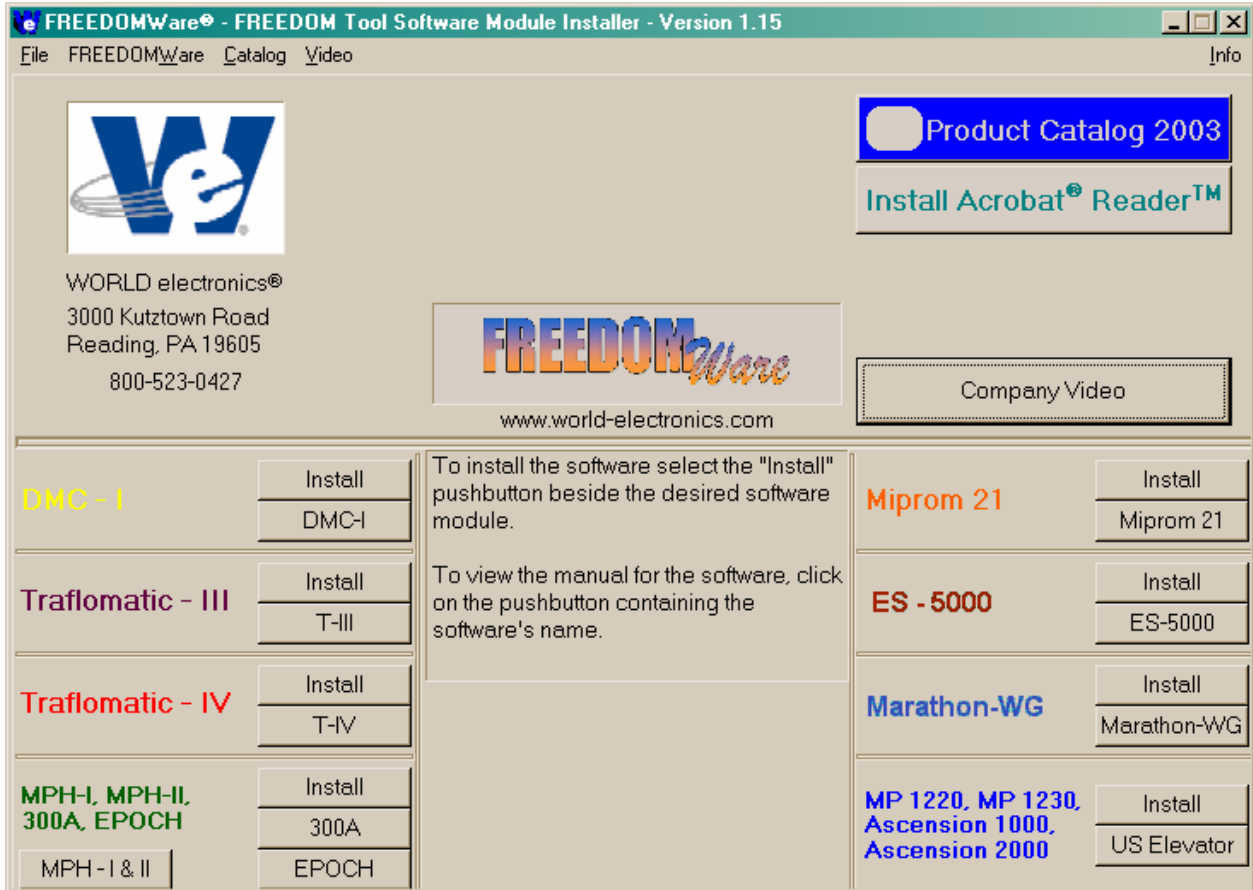 FREEDOMWare® - FREEDOM Tool Software Module Installer - Version 1.15
File FREEDOMWare Catalog Video Info
We
®
WORLD electronics®
3000 Kutztown Road
Reading, PA 19605
800-523-0427
FREEDOMWare
www.world-electronics.com
Product Catalog 2003
Install Acrobat® Reader™
Company Video
DMC - I
Install
DMC-I
Traflomatic - III
Install
T-III
Traflomatic - IV
Install
T-IV
MPH-I, MPH-II,
300A, EPOCH
MPH - I & II
Install
300A
EPOCH
To install the software select the "Install"
pushbutton beside the desired software
module.
To view the manual for the software, click
on the pushbutton containing the
software's name.
Miprom 21
Install
Miprom 21
ES - 5000
Install
ES-5000
Marathon-WG
Install
Marathon-WG
MP 1220, MP 1230,
Ascension 1000,
Ascension 2000
Install
US Elevator